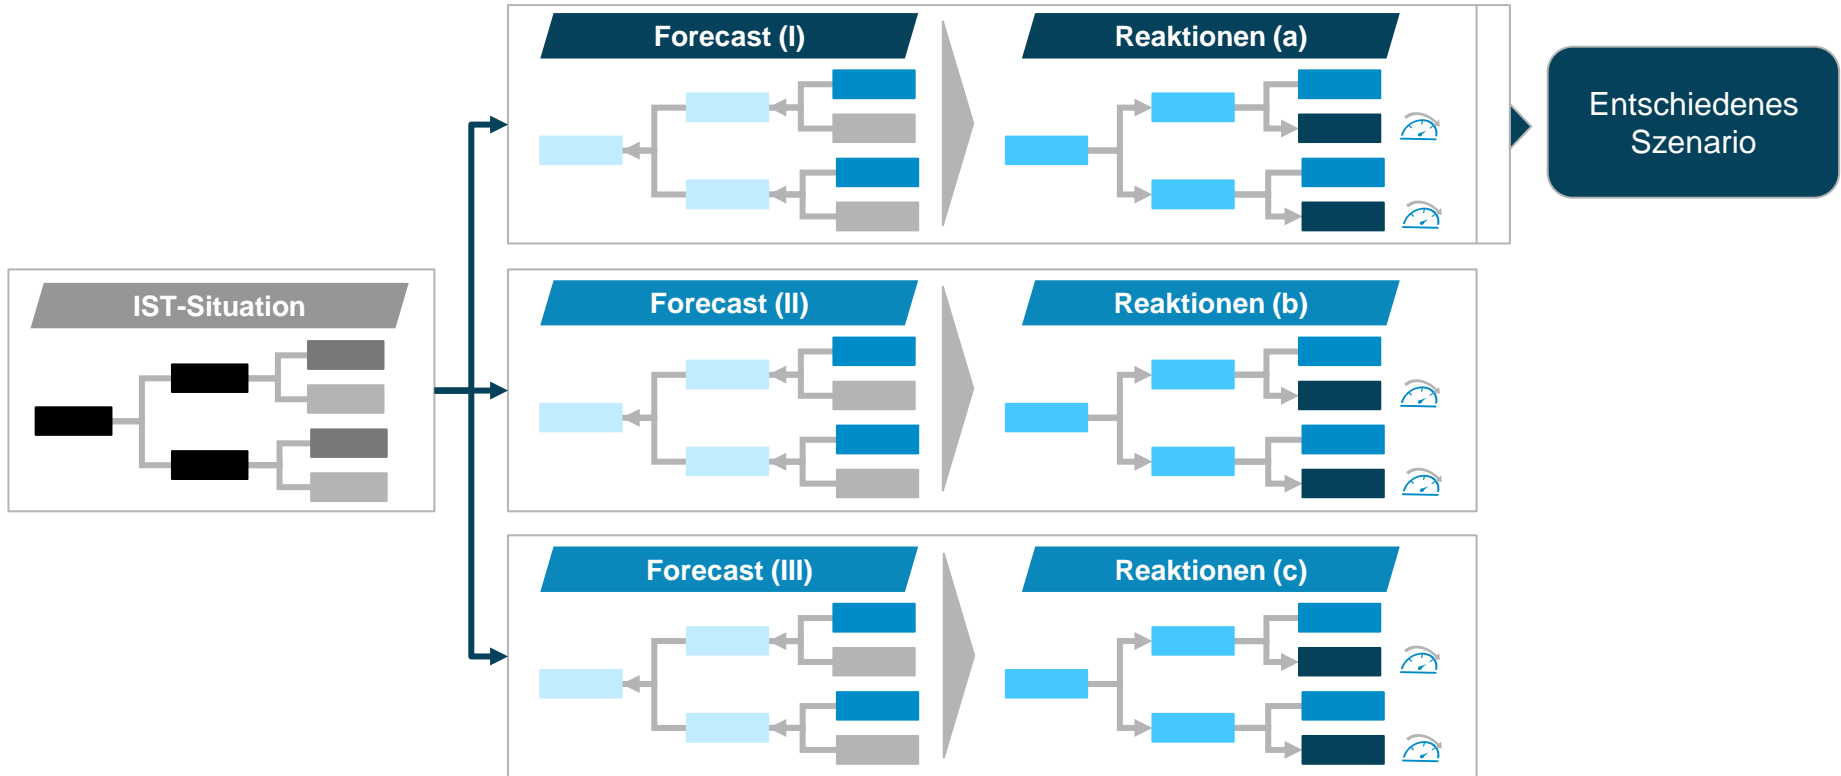 Forecast (I)
Reaktionen (a)
Entschiedenes
Szenario
IST-Situation
Forecast (II)
Reaktionen (b)
Forecast (III)
Reaktionen (c)